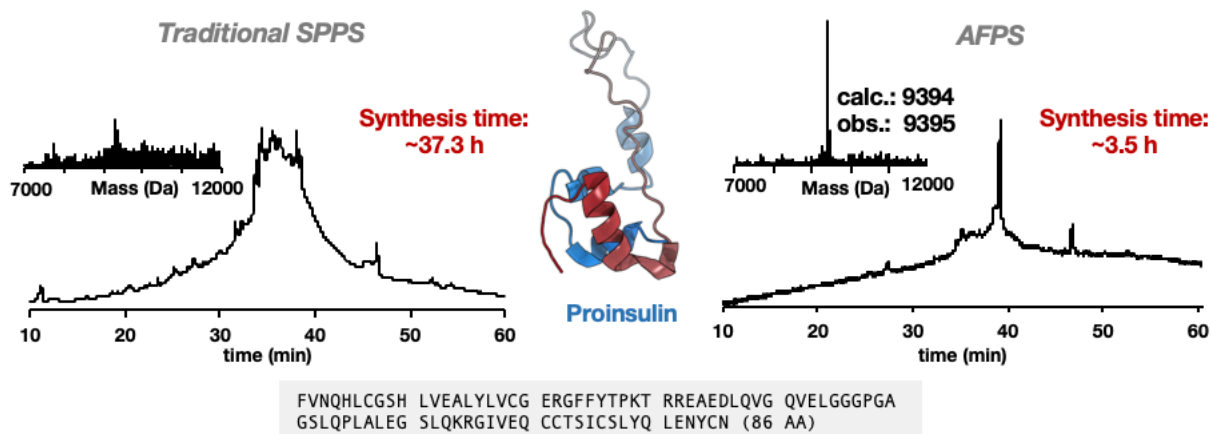 Traditional SPPS
Synthesis time:
~37.3 h
7000
Mass (Da)
12000
10
20
30
40
50
60
time (min)
Proinsulin
AFPS
calc.: 9394
obs.: 9395
Synthesis time:
~3.5 h
7000
Mass (Da)
12000
10
20
30
40
50
60
time (min)
FVNQHLCGSH LVEALYLVCG ERGFFYTPKT RREAEDLQVG QVELGGGPGA
GSLQPLALEG SLQKRGIVEQ CCTSICSLYQ LENYCN (86 AA)